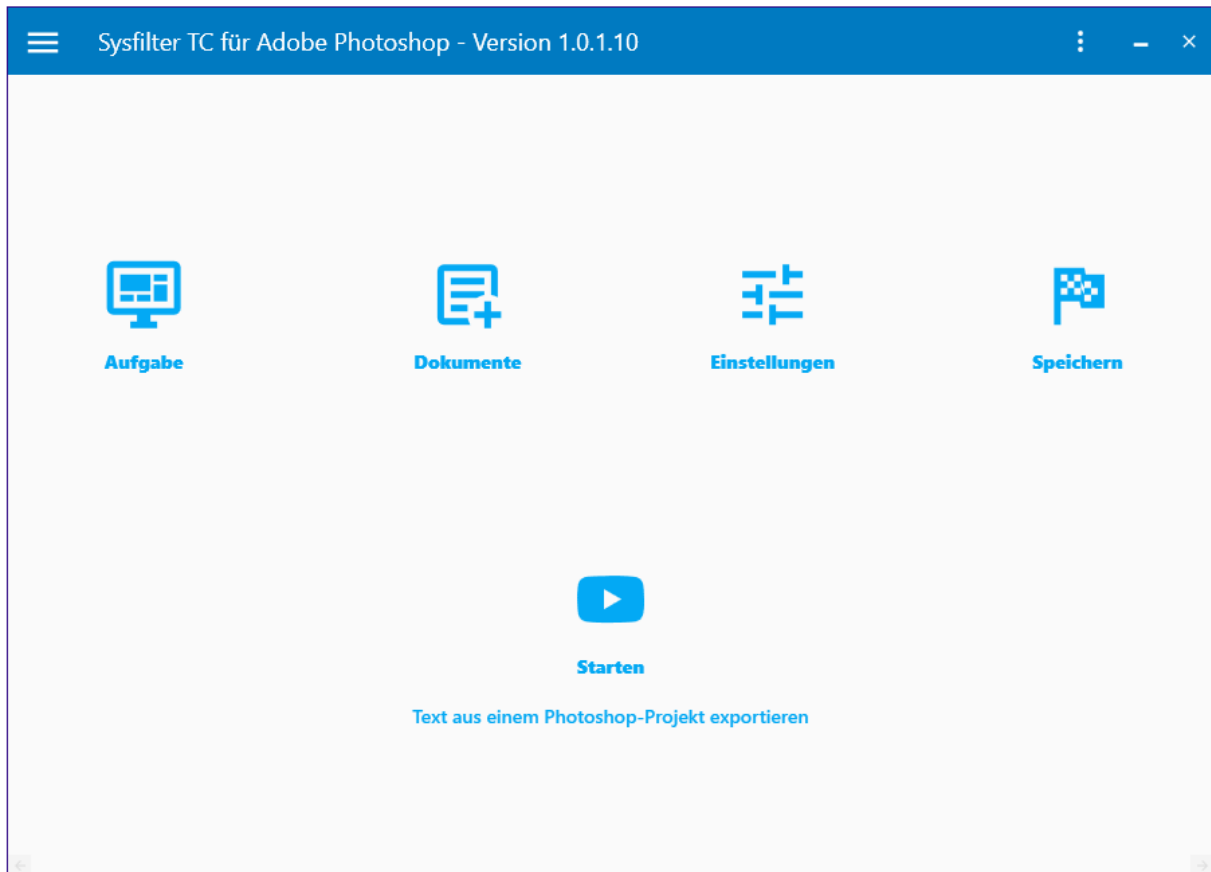 Sysfilter TC für Adobe Photoshop - Version 1.0.1.10
Aufgabe
Dokumente
Einstellungen
Speichern
Starten
Text aus einem Photoshop-Projekt exportieren